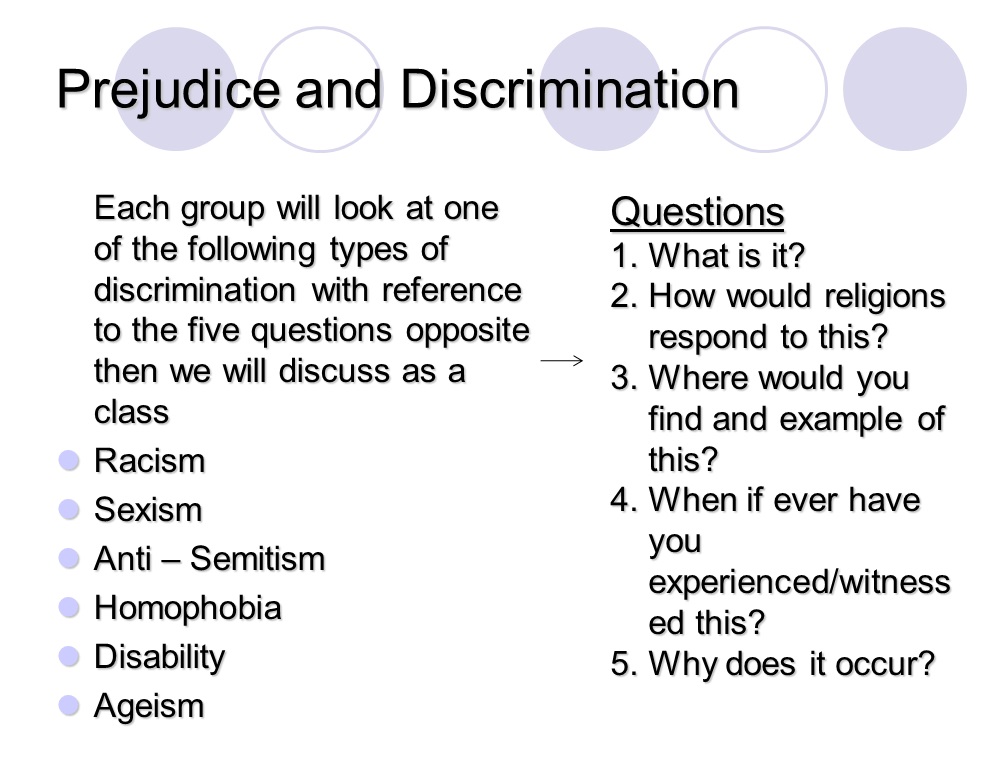 Prejudice and Discrimination
Each group will look at one
of the following types of
discrimination with reference
to the five questions opposite
then we will discuss as a
class
Racism
Sexism
Anti – Semitism
Homophobia
Disability
Ageism
Questions
1. What is it?
2. How would religions
respond to this?
3. Where would you
find and example of
this?
4. When if ever have
you
experienced/witness
ed this?
5. Why does it occur?